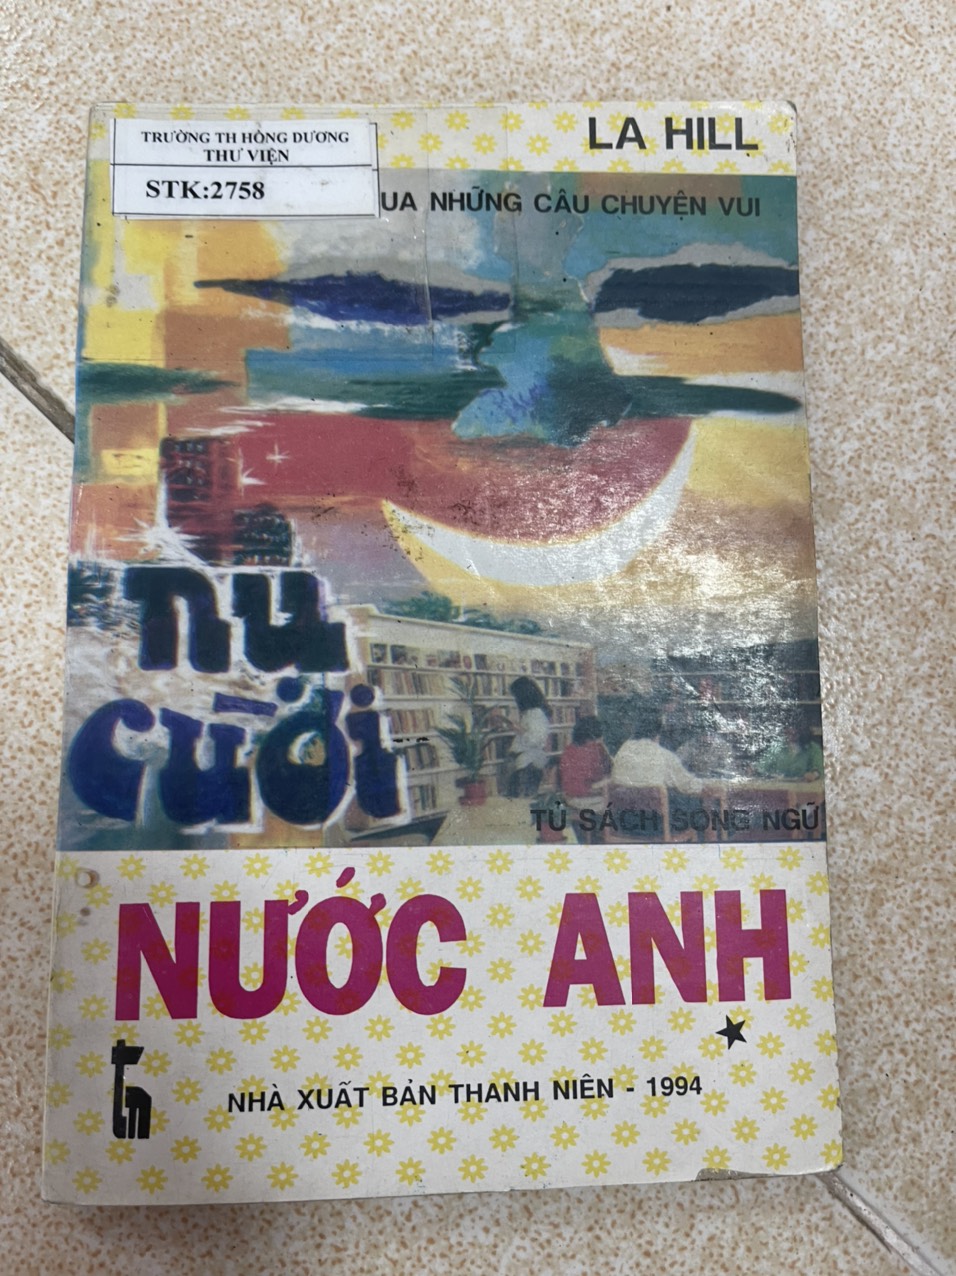 TRƯỜNG TH HỒNG DƯƠNG
THƯ VIỆN
STK:2758
LA HILL
UA NHỮNG CÂU CHUYỆN VUI
nụ
cười
TỦ SÁCH SONG NGỮ
NƯỚC ANH
NHÀ XUẤT BẢN THANH NIÊN - 1994